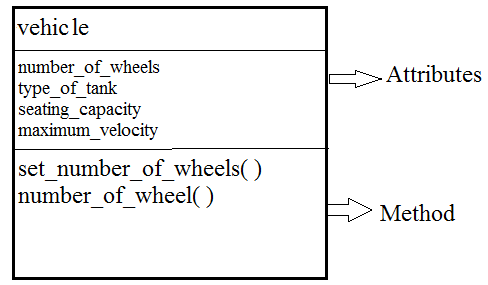 vehicle
number_of_wheels
type_of_tank
seating_capacity
maximum_velocity
Attributes
set_number_of_wheels( )
number_of_wheel( )
Method